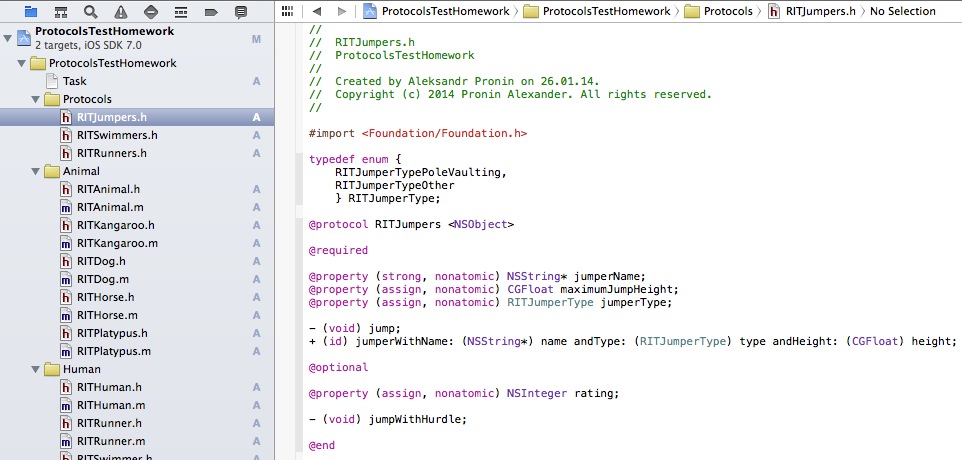 ProtocolsTestHomework
2 targets, iOS SDK 7.0
M
ProtocolsTestHomework
Task
A
Protocols
RITJumpers.h
A
RITSwimmers.h
A
RITRunners.h
A
Animal
RITAnimal.h
A
RITAnimal.m
A
RITKangaroo.h
A
RITKangaroo.m
A
RITDog.h
A
RITDog.m
A
RITHorse.h
A
RITHorse.m
A
RITPlatypus.h
A
RITPlatypus.m
A
Human
RITHuman.h
A
RITHuman.m
A
RITRunner.h
A
RITRunner.m
A
RITSwimmer.h
A
ProtocolsTestHomework
ProtocolsTestHomework
Protocols
RITJumpers.h
No Selection
//
// RITJumpers.h
// ProtocolsTestHomework
//
// Created by Aleksandr Pronin on 26.01.14.
// Copyright (c) 2014 Pronin Alexander. All rights reserved.
//
#import <Foundation/Foundation.h>
typedef enum {
RITJumperTypePoleVaulting,
RITJumperTypeOther
} RITJumperType;
@protocol RITJumpers <NSObject>
@required
@property (strong, nonatomic) NSString* jumperName;
@property (assign, nonatomic) CGFloat maximumJumpHeight;
@property (assign, nonatomic) RITJumperType jumperType;
- (void) jump;
+ (id) jumperWithName: (NSString*) name andType: (RITJumperType) type andHeight: (CGFloat) height;
@optional
@property (assign, nonatomic) NSInteger rating;
- (void) jumpWithHurdle;
@end